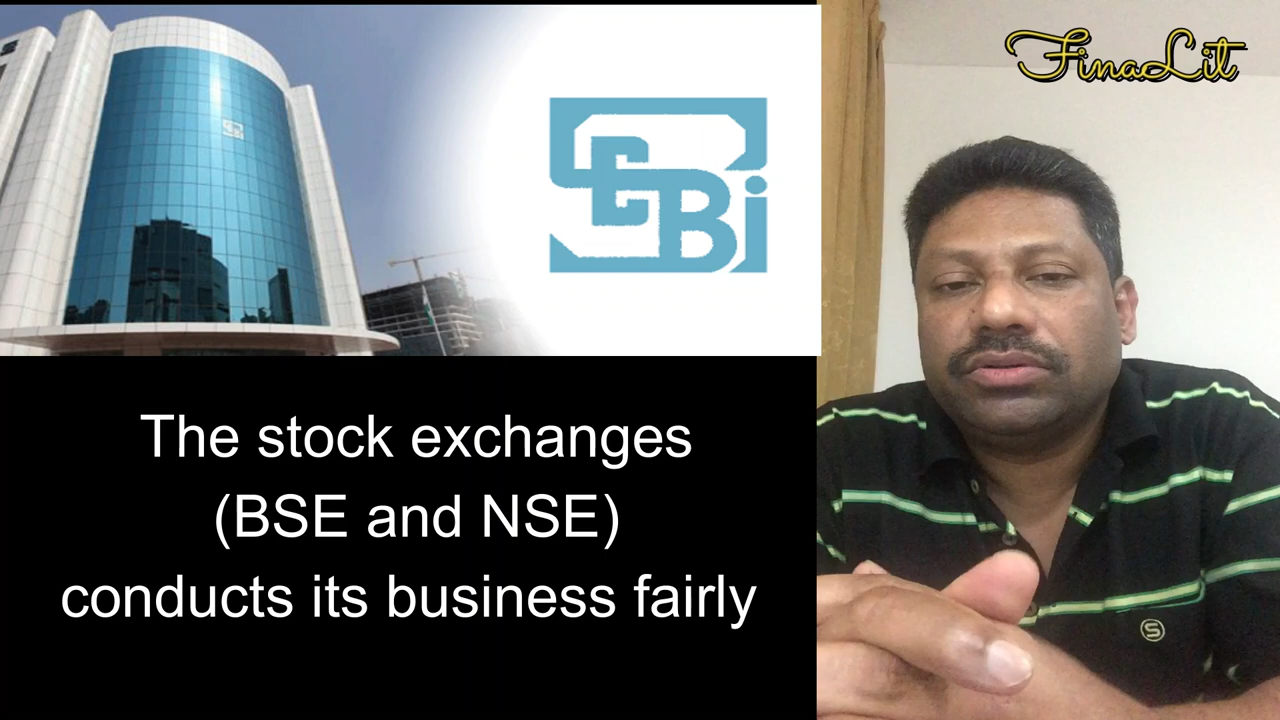 FinaLit
SEBi
The stock exchanges
(BSE and NSE)
conducts its business fairly